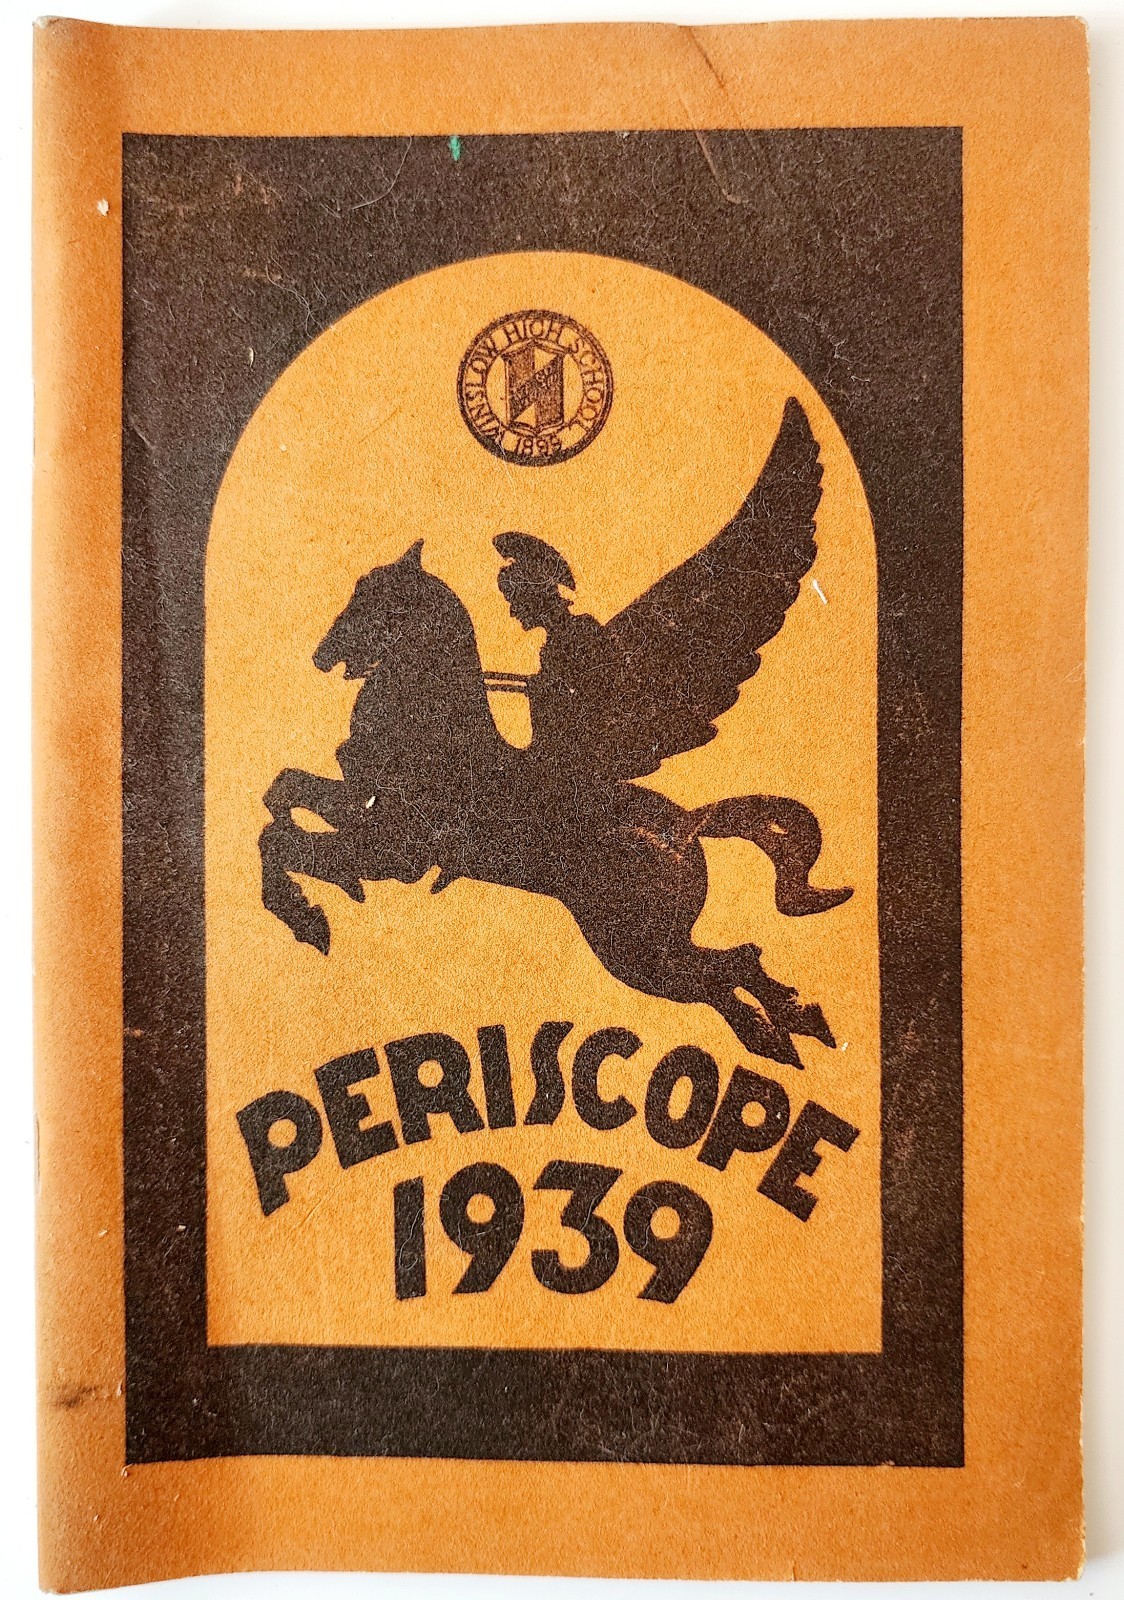 WINSLOW HIGH SCHOOL
1895
PERISCOPE
1939